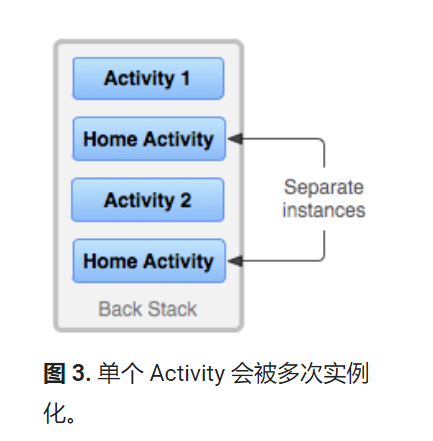 Activity 1
Home Activity
Separate
instances
Activity 2
Home Activity
Back Stack
图 3. 单个 Activity 会被多次实例
化。